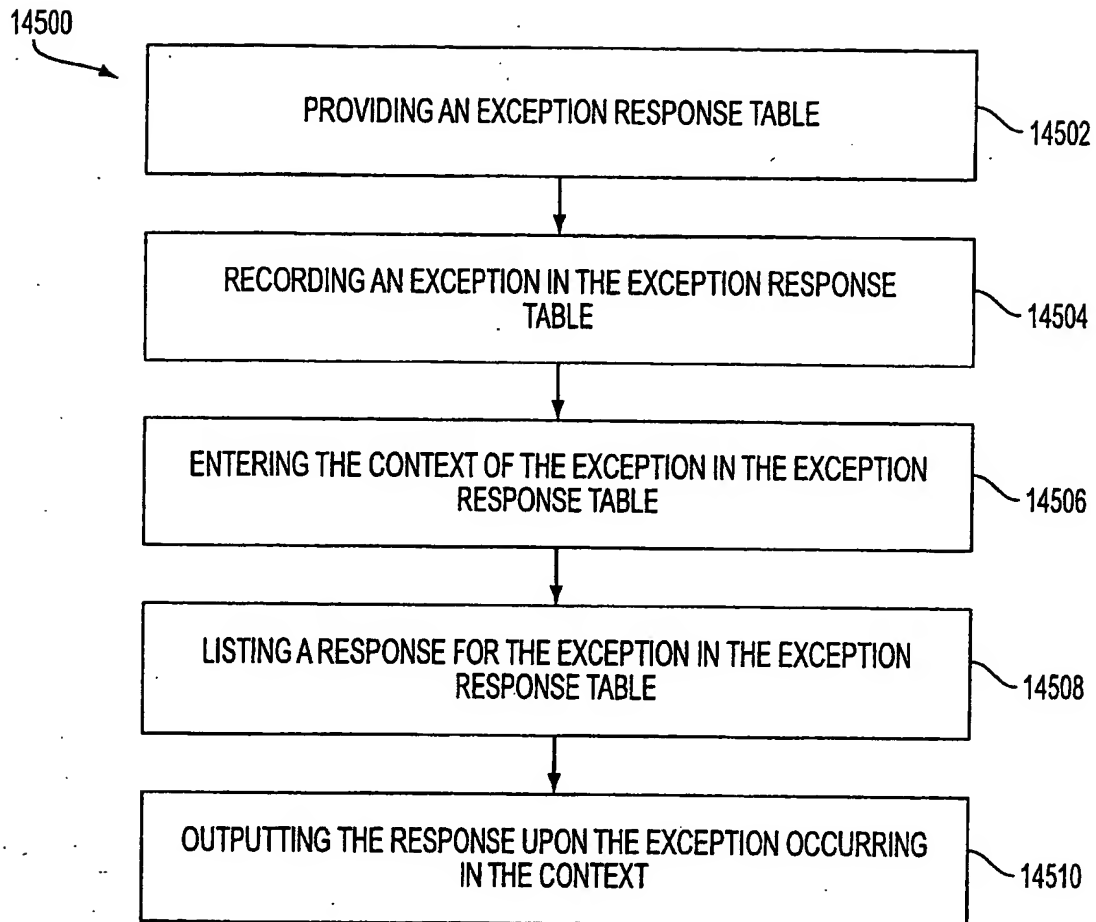 14500
PROVIDING AN EXCEPTION RESPONSE TABLE
14502
RECORDING AN EXCEPTION IN THE EXCEPTION RESPONSE
TABLE
14504
ENTERING THE CONTEXT OF THE EXCEPTION IN THE EXCEPTION
RESPONSE TABLE
14506
LISTING A RESPONSE FOR THE EXCEPTION IN THE EXCEPTION
RESPONSE TABLE
14508
OUTPUTTING THE RESPONSE UPON THE EXCEPTION OCCURRING
IN THE CONTEXT
14510